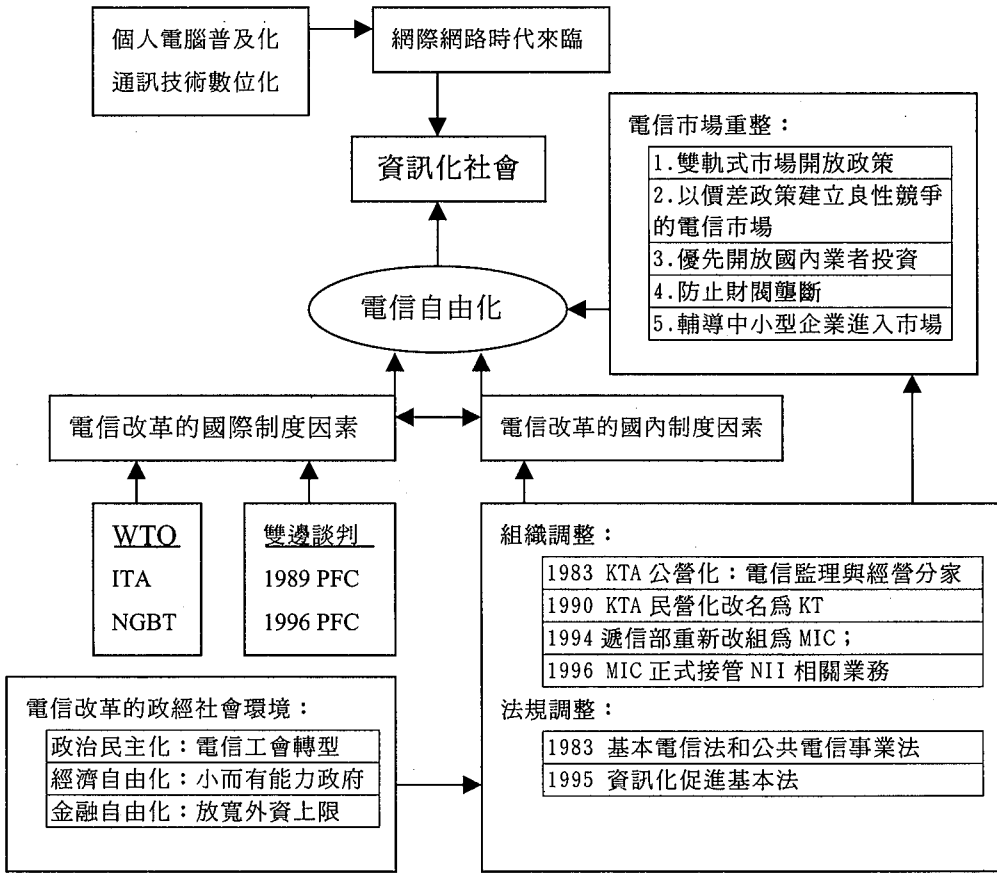 個人電腦普及化
通訊技術數位化
網際網路時代來臨
資訊化社會
電信自由化
電信市場重整：
1.雙軌式市場開放政策
2.以價差政策建立良性競爭
的電信市場
3.優先開放國內業者投資
4.防止財閥壟斷
5.輔導中小型企業進入市場
電信改革的國際制度因素
電信改革的國內制度因素
WTO
ITA
NGBT
雙邊談判
1989 PFC
1996 PFC
組織調整：
1983 KTA 公營化：電信監理與經營分家
1990 KTA 民營化改名爲 KT
1994 遞信部重新改組爲 MIC；
1996 MIC 正式接管 NII 相關業務
法規調整：
1983 基本電信法和公共電信事業法
1995 資訊化促進基本法
電信改革的政經社會環境：
政治民主化：電信工會轉型
經濟自由化：小而有能力政府
金融自由化：放寬外資上限